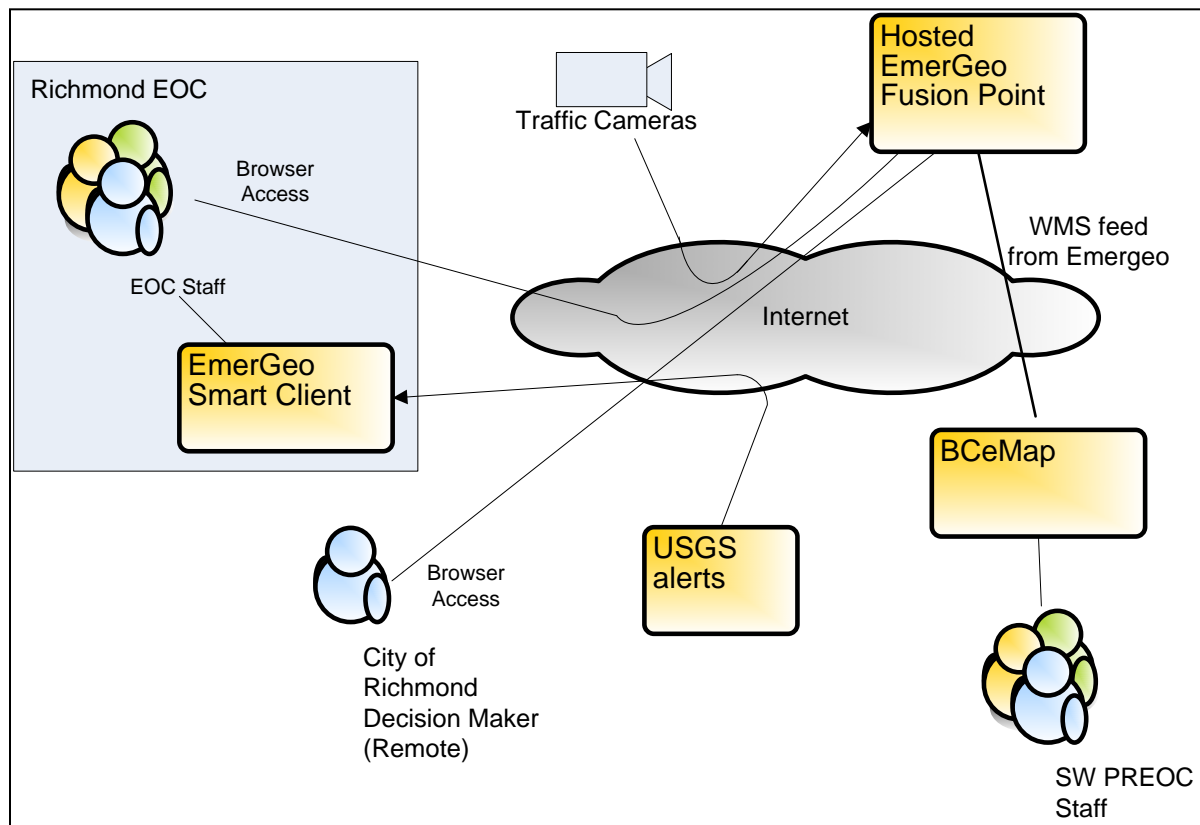 Richmond EOC
Browser
Access
EOC Staff
EmerGeo
Smart Client
Traffic Cameras
Hosted
EmerGeo
Fusion Point
WMS feed
from Emergeo
Internet
BCeMap
USGS
alerts
Browser
Access
City of
Richmond
Decision Maker
(Remote)
SW PREOC
Staff